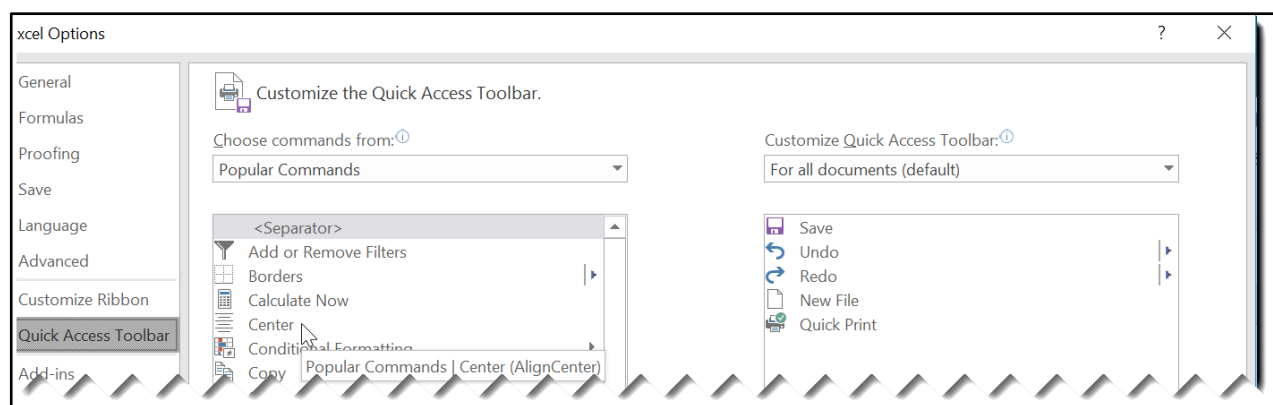 xcel Options
?
General
Formulas
Proofing
Save
Language
Advanced
Customize Ribbon
Quick Access Toolbar
Add-ins
Customize the Quick Access Toolbar.
Choose commands from:
Popular Commands
<Separator>
Add or Remove Filters
Borders
Calculate Now
Center
Conditional Formatting
Copy
Popular Commands | Center (AlignCenter)
Customize Quick Access Toolbar:
For all documents (default)
Save
Undo
Redo
New File
Quick Print